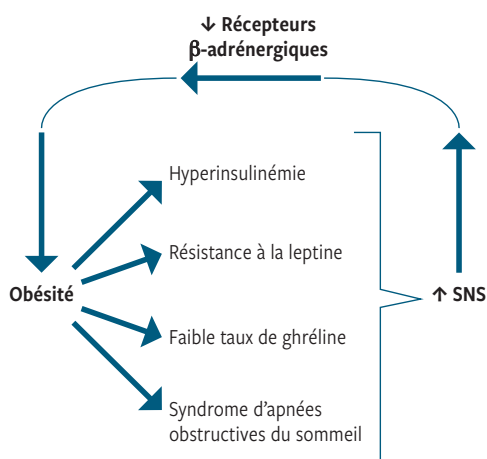 ↓ Récepteurs
β-adrénergiques
Hyperinsulinémie
Résistance à la leptine
Obésité
↑ SNS
Faible taux de ghréline
Syndrome d'apnées
obstructives du sommeil